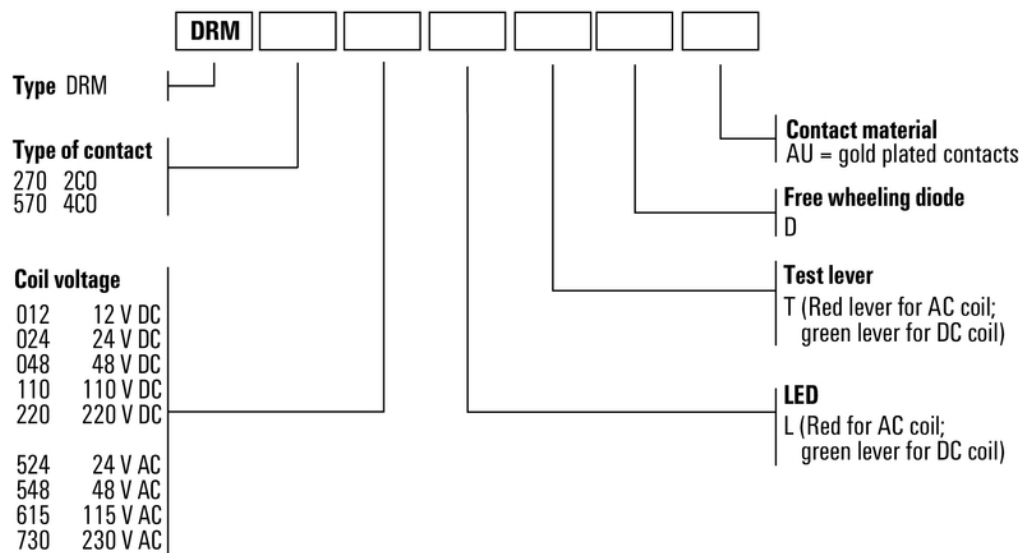 DRM
Type DRM
Type of contact
270 2CO
570 4CO
Coil voltage
012 12 V DC
024 24 V DC
048 48 V DC
110 110 V DC
220 220 V DC
524 24 V AC
548 48 V AC
615 115 V AC
730 230 V AC
Contact material
AU = gold plated contacts
Free wheeling diode
D
Test lever
T (Red lever for AC coil;
green lever for DC coil)
LED
L (Red for AC coil;
green lever for DC coil)